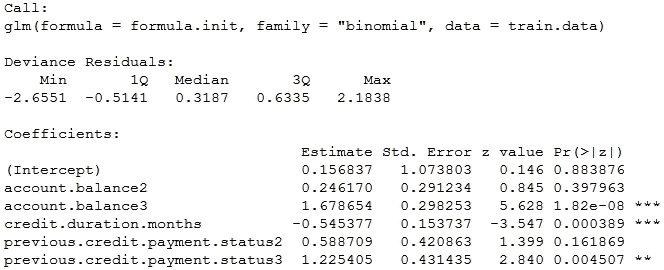 Call:
glm(formula = formula.init, family = "binomial", data = train.data)
Deviance Residuals:
Min 1Q Median 3Q Max
-2.6551 -0.5141 0.3187 0.6335 2.1838
Coefficients:
Estimate Std. Error z value Pr(>|z|)
(Intercept) 0.156837 1.073803 0.146 0.883876
account.balance2 0.246170 0.291234 0.845 0.397963
account.balance3 1.678654 0.298253 5.628 1.82e-08 ***
credit.duration.months -0.545377 0.153737 -3.547 0.000389 ***
previous.credit.payment.status2 0.588709 0.420863 1.399 0.161869
previous.credit.payment.status3 1.225405 0.431435 2.840 0.004507 **